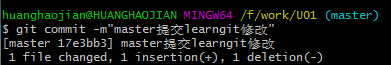 huanghaojian@HUANGHAOJIAN MINGW64 /f/work/U01 (master)
$ git commit -m"master提交learngit修改"
[master 17e3bb3] master提交learngit修改
1 file changed, 1 insertion(+), 1 deletion(-)